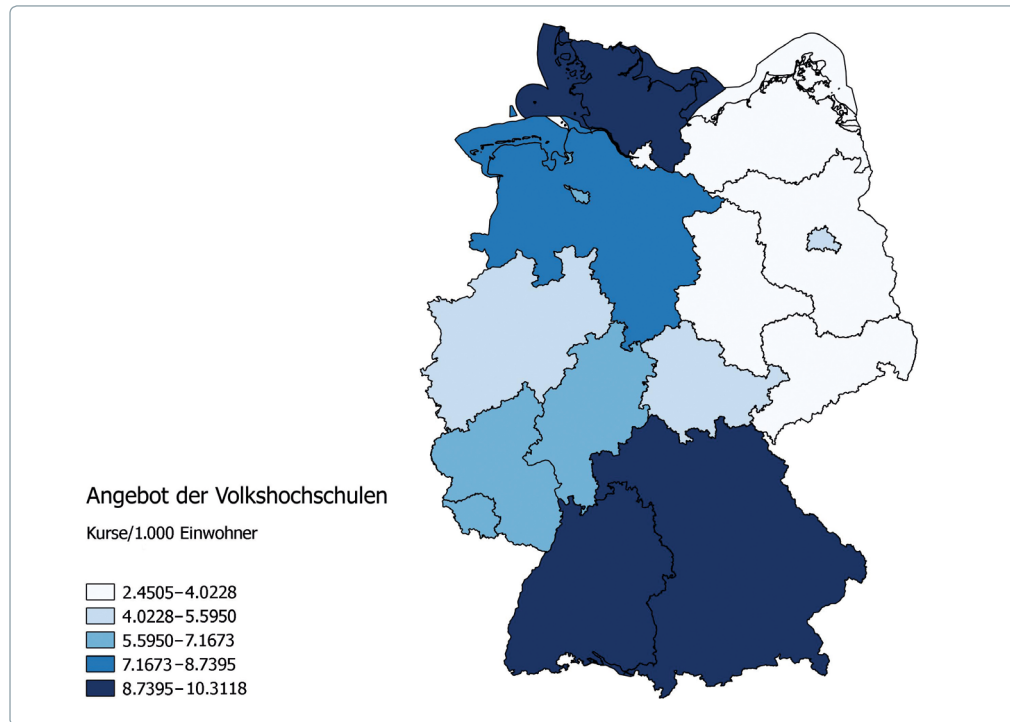 Angebot der Volkshochschulen
Kurse/1.000 Einwohner
2.4505–4.0228
4.0228–5.5950
5.5950–7.1673
7.1673–8.7395
8.7395–10.3118